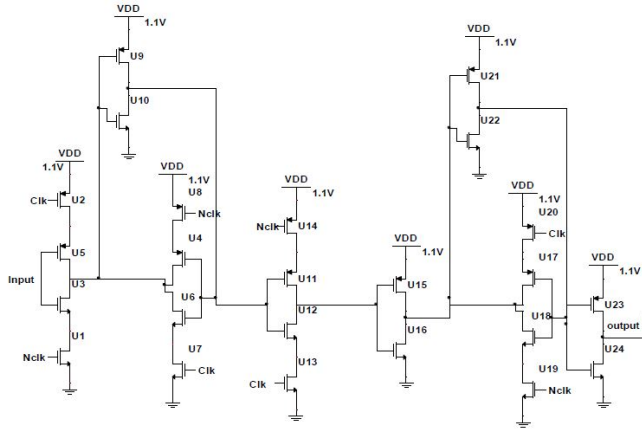 VDD
1.1V
U9
U10
VDD
1.1V
U21
U22
VDD
1.1V
U2
Clk
U5
Input
U3
U1
Nclk
VDD
1.1V
U8
Nclk
U4
U6
U7
Clk
VDD
1.1V
U14
Nclk
U11
U12
U13
Clk
VDD
1.1V
U15
U16
VDD
1.1V
U20
Clk
U17
U18
U19
Nclk
VDD
1.1V
U23
output
U24